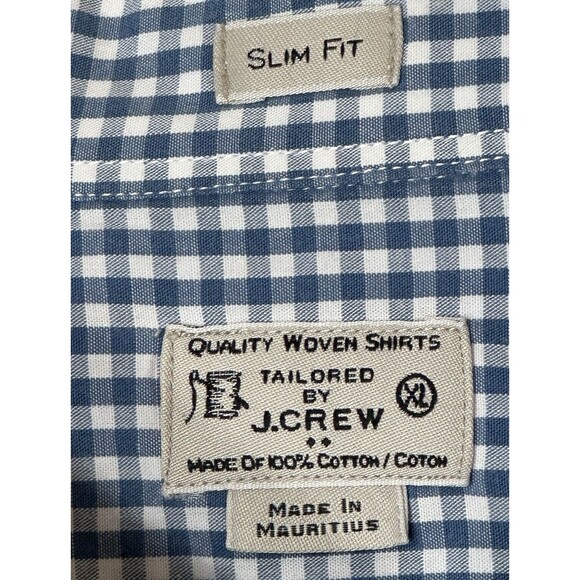 SLIM FIT
QUALITY WOVEN SHIRTS
TAILORED
BY
XL
J.CREW
MADE OF 100% COTTON / COTON
MADE IN
MAURITIUS